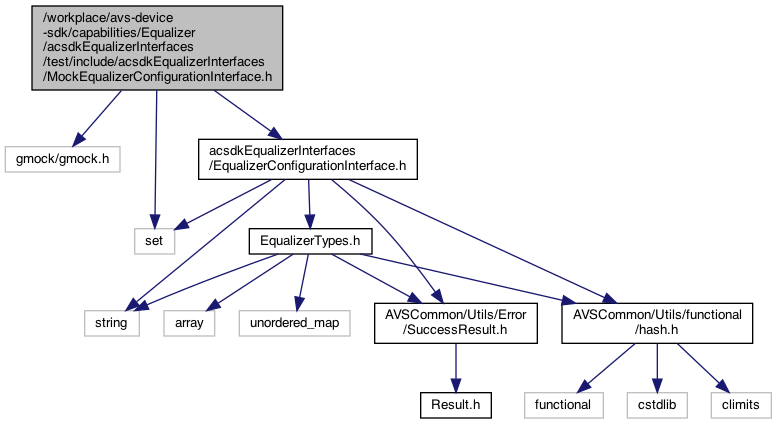 /workplace/avs-device
-sdk/capabilities/Equalizer
/acsdkEqualizerInterfaces
/test/include/acsdkEqualizerInterfaces
/MockEqualizerConfigurationInterface.h
gmock/gmock.h
acsdkEqualizerInterfaces
/EqualizerConfigurationInterface.h
set
EqualizerTypes.h
string
array
unordered_map
AVSCommon/Utils/Error
/SuccessResult.h
AVSCommon/Utils/functional
/hash.h
Result.h
functional
cstdlib
climits